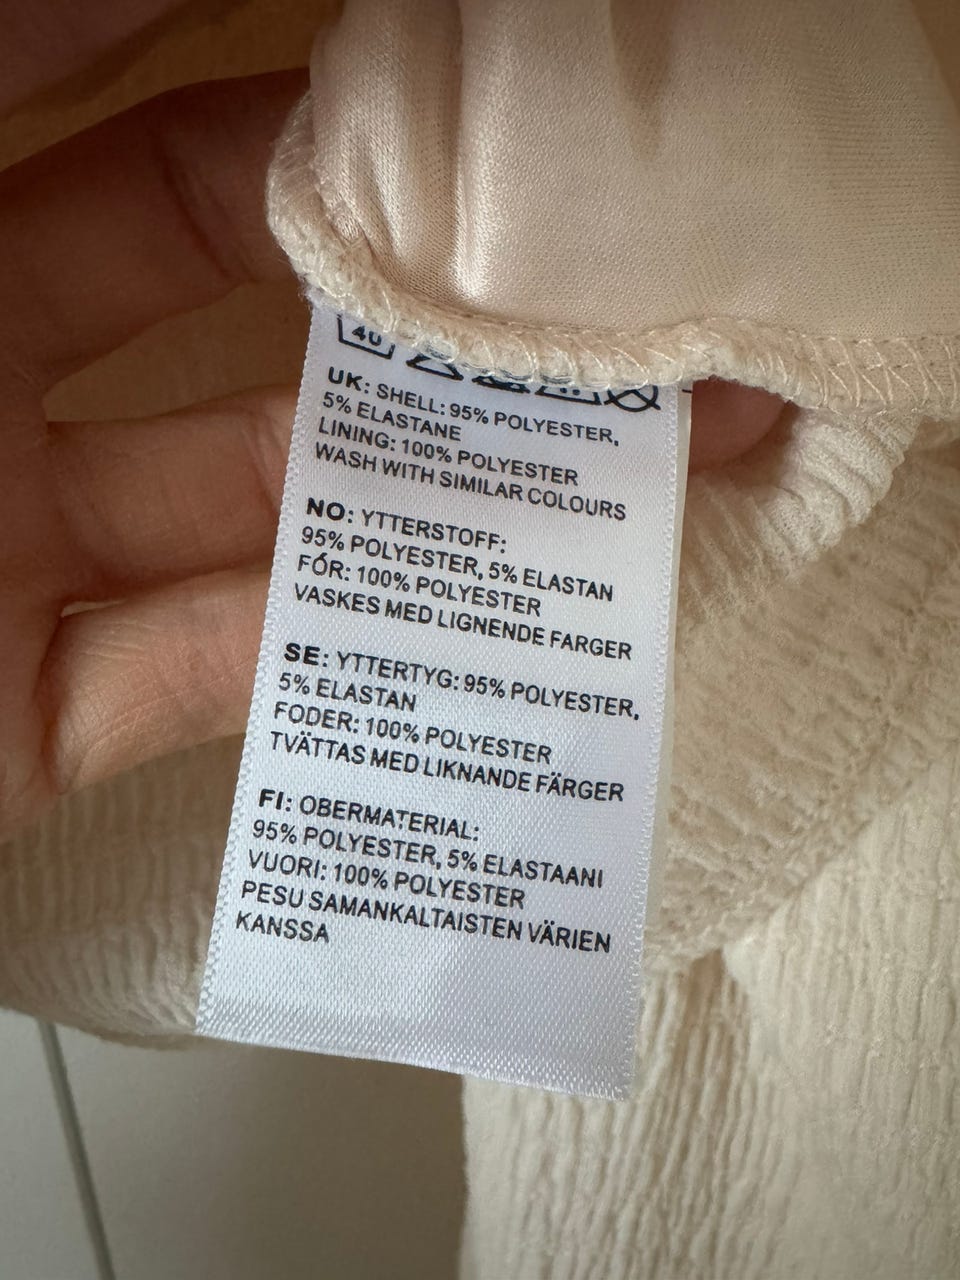 40
UK: SHELL: 95% POLYESTER,
5% ELASTANE
LINING: 100% POLYESTER
WASH WITH SIMILAR COLOURS
NO: YTTERSTOFF:
95% POLYESTER, 5% ELASTAN
FÓR: 100% POLYESTER
VASKES MED LIGNENDE FARGER
SE: YTTERTYG: 95% POLYESTER,
5% ELASTAN
FODER: 100% POLYESTER
TVÄTTAS MED LIKNANDE FÄRGER
FI: OBERMATERIAL:
95% POLYESTER, 5% ELASTAANI
VUORI: 100% POLYESTER
PESU SAMANKALTAISTEN VÄRIEN
KANSSA